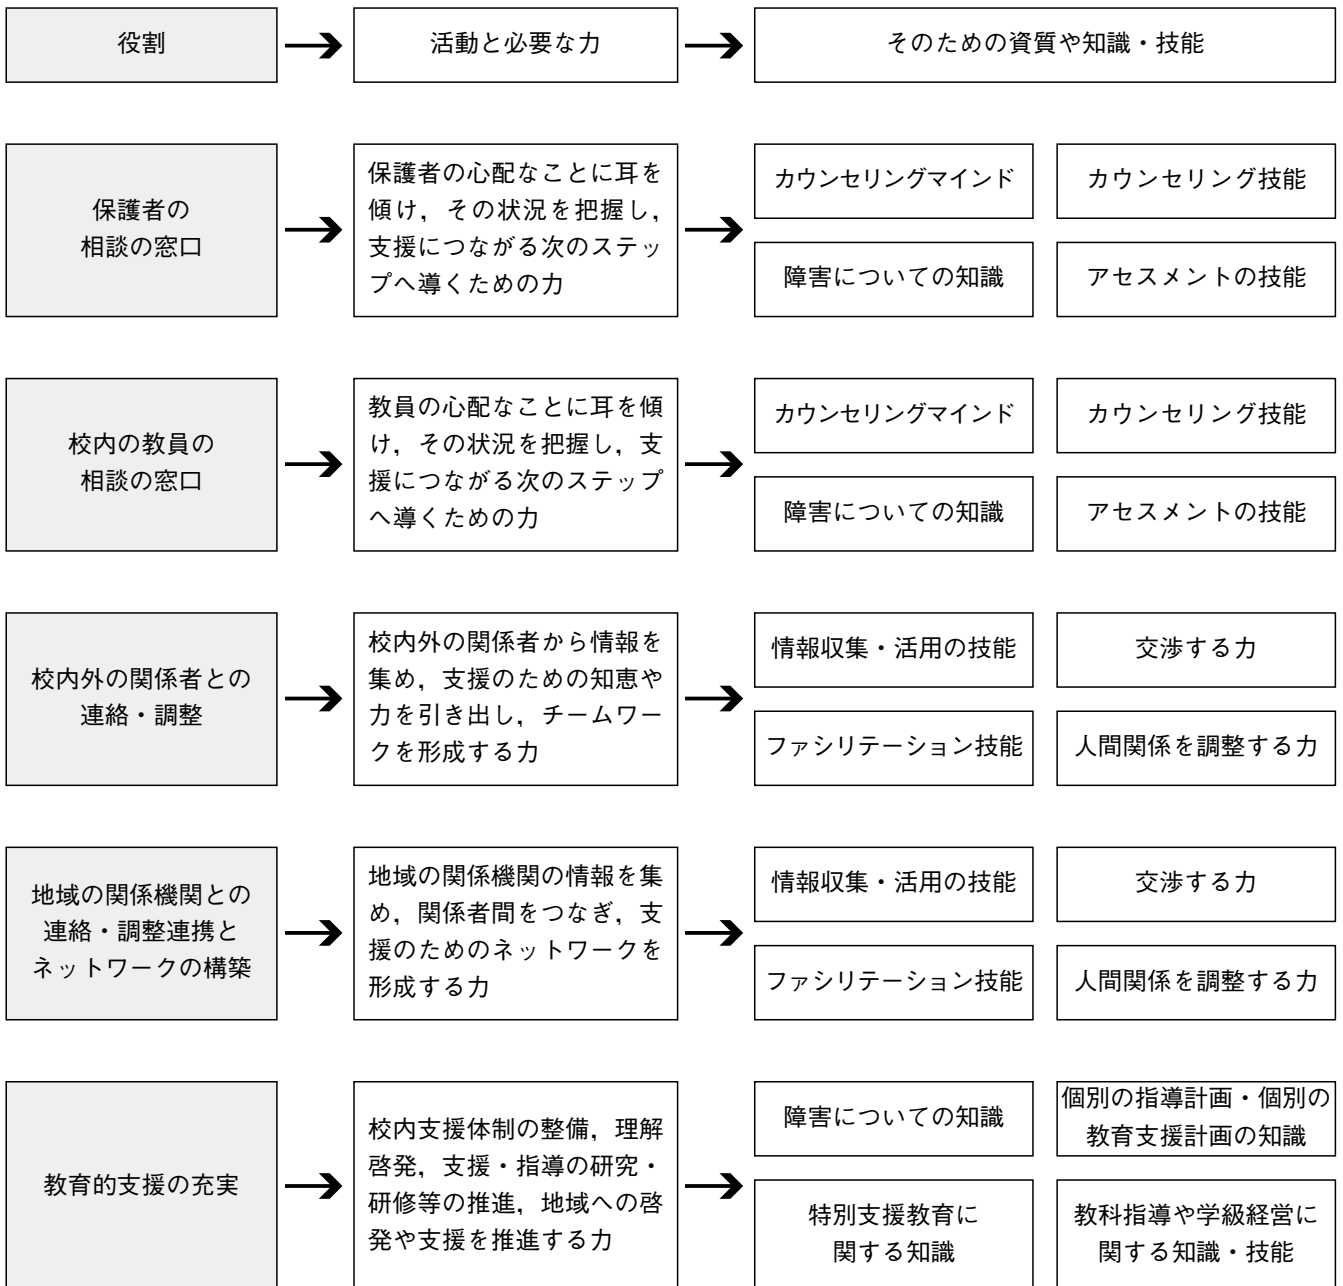 役割
活動と必要な力
そのための資質や知識・技能
保護者の
相談の窓口
保護者の心配なことに耳を
傾け，その状況を把握し，
支援につながる次のステッ
プへ導くための力
カウンセリングマインド
カウンセリング技能
障害についての知識
アセスメントの技能
校内の教員の
相談の窓口
教員の心配なことに耳を傾
け，その状況を把握し，支
援につながる次のステップ
へ導くための力
カウンセリングマインド
カウンセリング技能
障害についての知識
アセスメントの技能
校内外の関係者との
連絡・調整
校内外の関係者から情報を
集め，支援のための知恵や
力を引き出し，チームワー
クを形成する力
情報収集・活用の技能
交渉する力
ファシリテーション技能
人間関係を調整する力
地域の関係機関との
連絡・調整連携と
ネットワークの構築
地域の関係機関の情報を集
め，関係者間をつなぎ，支
援のためのネットワークを
形成する力
情報収集・活用の技能
交渉する力
ファシリテーション技能
人間関係を調整する力
教育的支援の充実
校内支援体制の整備，理解
啓発，支援・指導の研究・
研修等の推進，地域への啓
発や支援を推進する力
障害についての知識
個別の指導計画・個別の
教育支援計画の知識
特別支援教育に
関する知識
教科指導や学級経営に
関する知識・技能